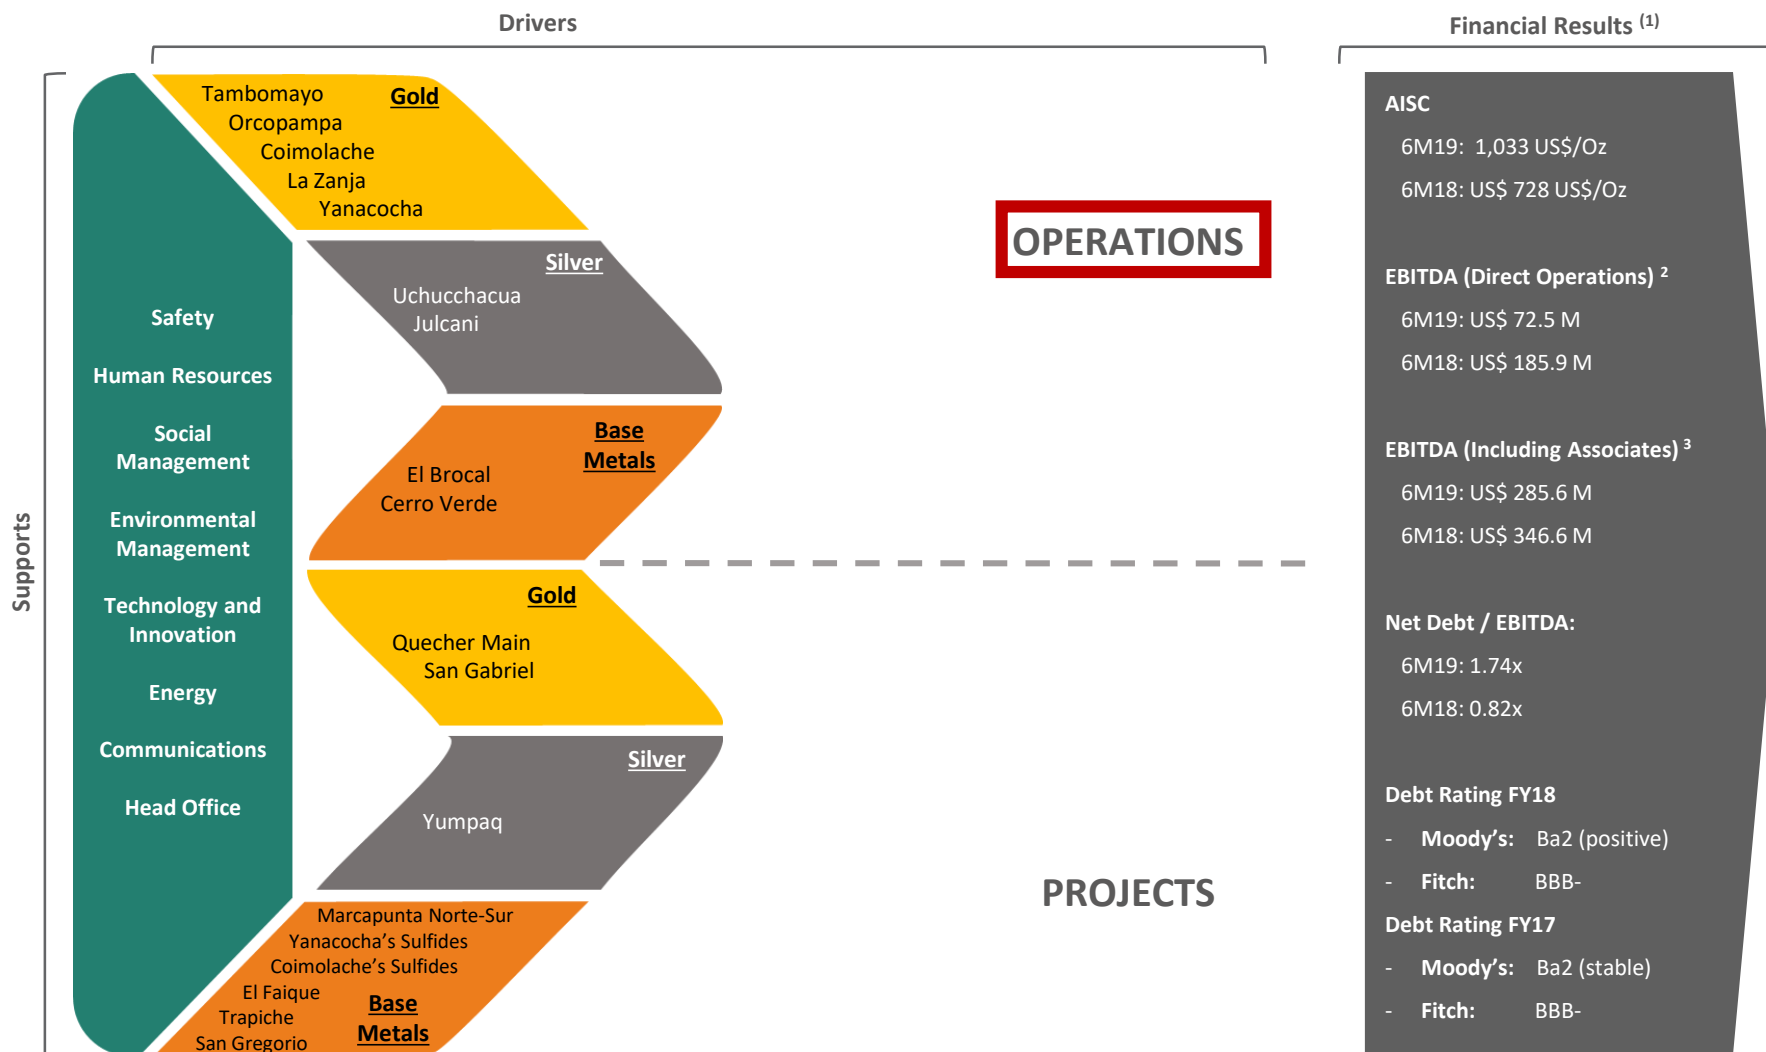 Drivers
Financial Results (1)
Supports
Safety
Human Resources
Social
Management
Environmental
Management
Technology and
Innovation
Energy
Communications
Head Office
Gold
Tambomayo
Orcopampa
Coimolache
La Zanja
Yanacocha
Silver
Uchucchacua
Julcani
Base
Metals
El Brocal
Cerro Verde
OPERATIONS
Gold
Quecher Main
San Gabriel
Silver
Yumpaq
Marcapunta Norte-Sur
Yanacocha’s Sulfides
Coimolache’s Sulfides
El Faique
Trapiche
San Gregorio
Base
Metals
PROJECTS
AISC
6M19: 1,033 US$/Oz
6M18: US$ 728 US$/Oz
EBITDA (Direct Operations) 2
6M19: US$ 72.5 M
6M18: US$ 185.9 M
EBITDA (Including Associates) 3
6M19: US$ 285.6 M
6M18: US$ 346.6 M
Net Debt / EBITDA:
6M19: 1.74x
6M18: 0.82x
Debt Rating FY18
- Moody’s: Ba2 (positive)
- Fitch: BBB-
Debt Rating FY17
- Moody’s: Ba2 (stable)
- Fitch: BBB-